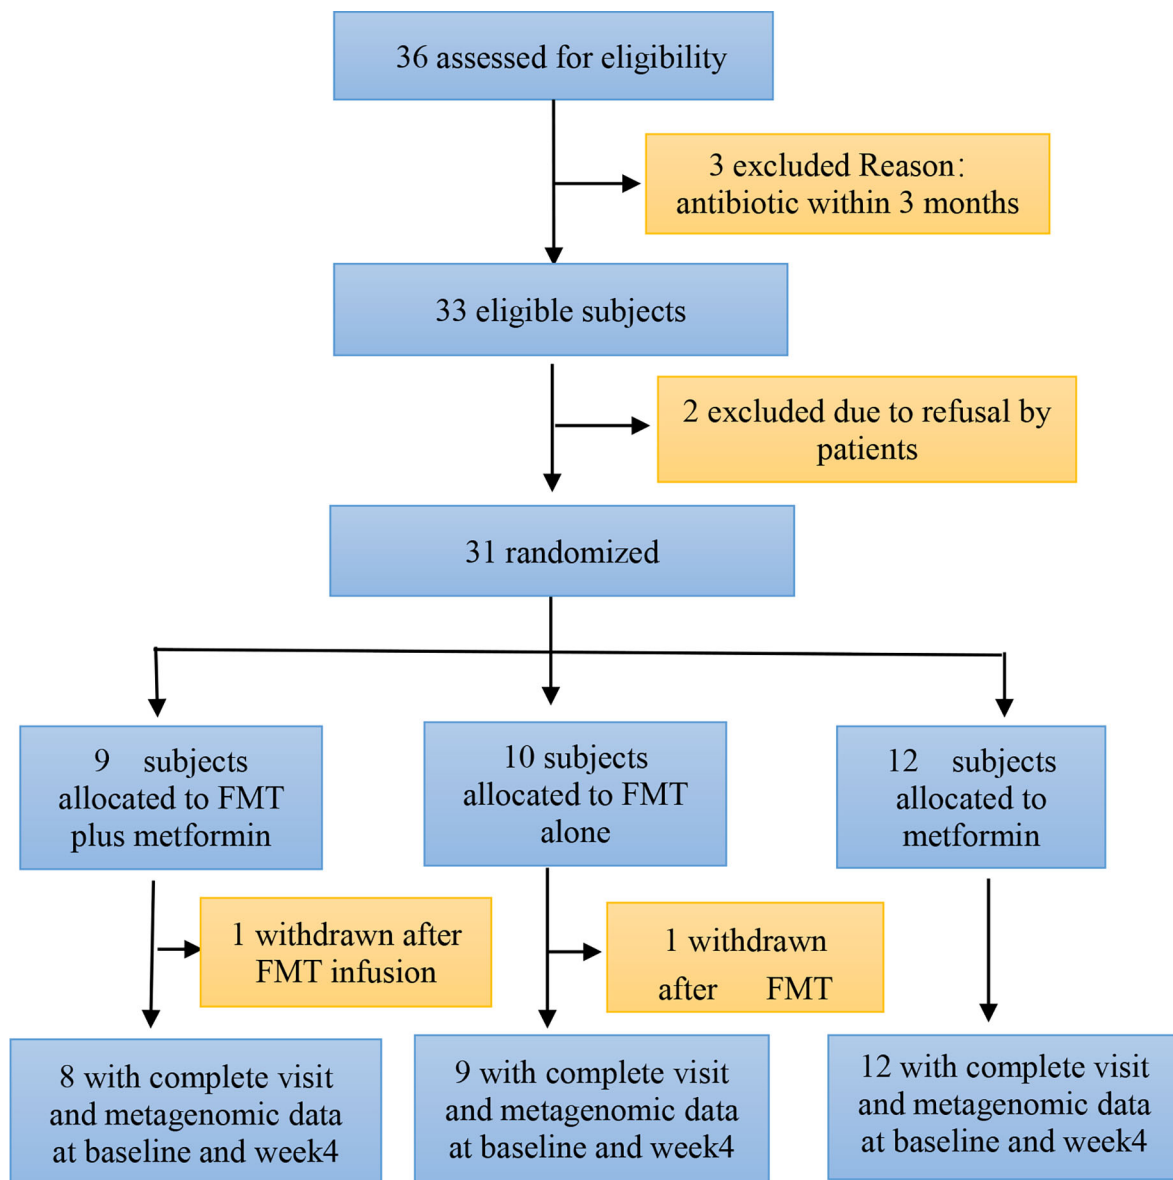 36 assessed for eligibility
3 excluded Reason：
antibiotic within 3 months
33 eligible subjects
2 excluded due to refusal by
patients
31 randomized
9 subjects
allocated to FMT
plus metformin
10 subjects
allocated to FMT
alone
12 subjects
allocated to
metformin
1 withdrawn after
FMT infusion
1 withdrawn
after FMT
8 with complete visit
and metagenomic data
at baseline and week4
9 with complete visit
and metagenomic data
at baseline and week4
12 with complete visit
and metagenomic data
at baseline and week4